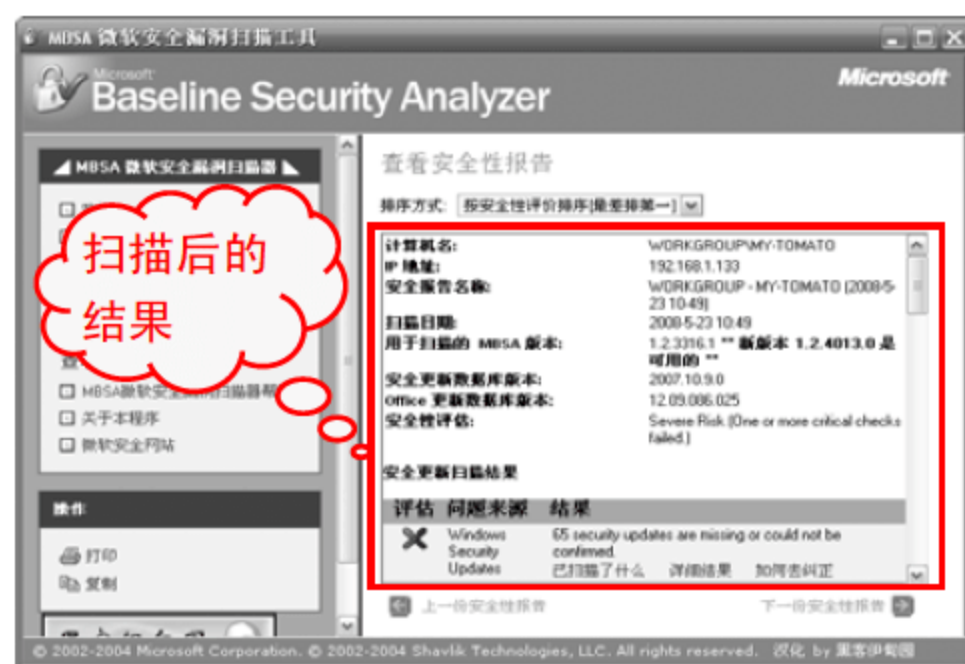 MBSA 微软安全漏洞扫描工具
Microsoft
Baseline Security Analyzer
Microsoft
MBSA 微软安全漏洞扫描器
扫描后的
结果
MBSA微软安全
关于本程序
微软安全网站
操作
打印
复制
查看安全性报告
排序方式: 按安全性评价排序(最差排第一)
计算机名: WORKGROUP\MY-TOMATO
IP 地址: 192.168.1.133
安全报告名称: WORKGROUP - MY-TOMATO (2008-5-
23 10-49)
扫描日期: 2008-5-23 10:49
用于扫描的 MBSA 版本: 1.2.3316.1 ** 新版本 1.2.4013.0 是
可用的 **
安全更新数据库版本: 2007.10.9.0
Office 更新数据库版本: 12.09.086.025
安全性评估: Severe Risk (One or more critical checks
failed.)
安全更新扫描结果
评估 问题来源 结果
Windows Security Updates
65 security updates are missing or could not be
confirmed.
已扫描了什么 详细结果 如何去纠正
上一份安全性报告 下一份安全性报告
© 2002-2004 Microsoft Corporation. © 2002-2004 Shavlik Technologies, LLC. All rights reserved. 汉化 by 黑客伊甸园